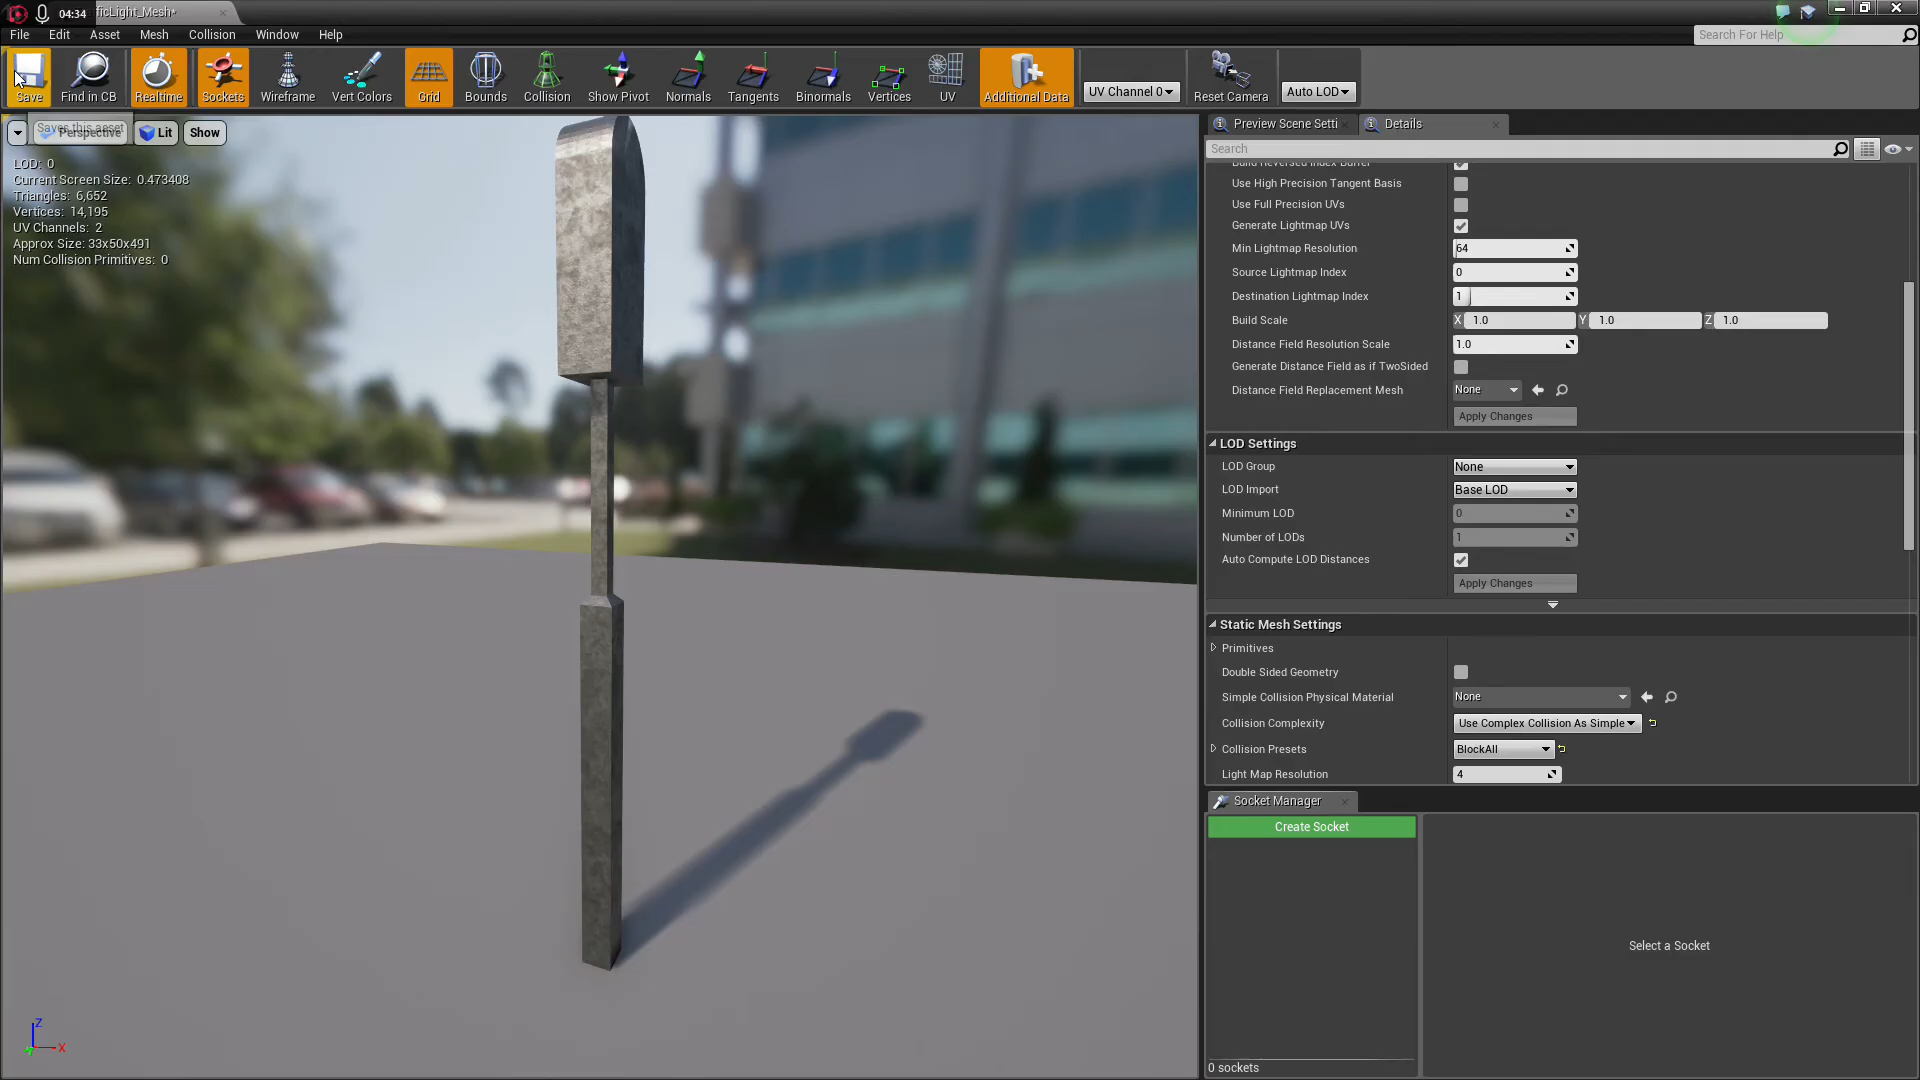 04:34
fficLight_Mesh*
File Edit Asset Mesh Collision Window Help
Search For Help
Save Find in CB Realtime Sockets Wireframe Vert Colors Grid Bounds Collision Show Pivot Normals Tangents Binormals Vertices UV Additional Data UV Channel 0 Reset Camera Auto LOD
Saves this asset
Perspective Lit Show
LOD: 0
Current Screen Size: 0.473408
Triangles: 6,652
Vertices: 14,195
UV Channels: 2
Approx Size: 33x50x491
Num Collision Primitives: 0
Z
X
Preview Scene Setti Details
Search
Build Reversed Index Buffer
Use High Precision Tangent Basis
Use Full Precision UVs
Generate Lightmap UVs
Min Lightmap Resolution 64
Source Lightmap Index 0
Destination Lightmap Index 1
Build Scale X 1.0 Y 1.0 Z 1.0
Distance Field Resolution Scale 1.0
Generate Distance Field as if TwoSided
Distance Field Replacement Mesh None
Apply Changes
LOD Settings
LOD Group None
LOD Import Base LOD
Minimum LOD 0
Number of LODs 1
Auto Compute LOD Distances
Apply Changes
Static Mesh Settings
Primitives
Double Sided Geometry
Simple Collision Physical Material None
Collision Complexity Use Complex Collision As Simple
Collision Presets BlockAll
Light Map Resolution 4
Socket Manager
Create Socket
Select a Socket
0 sockets